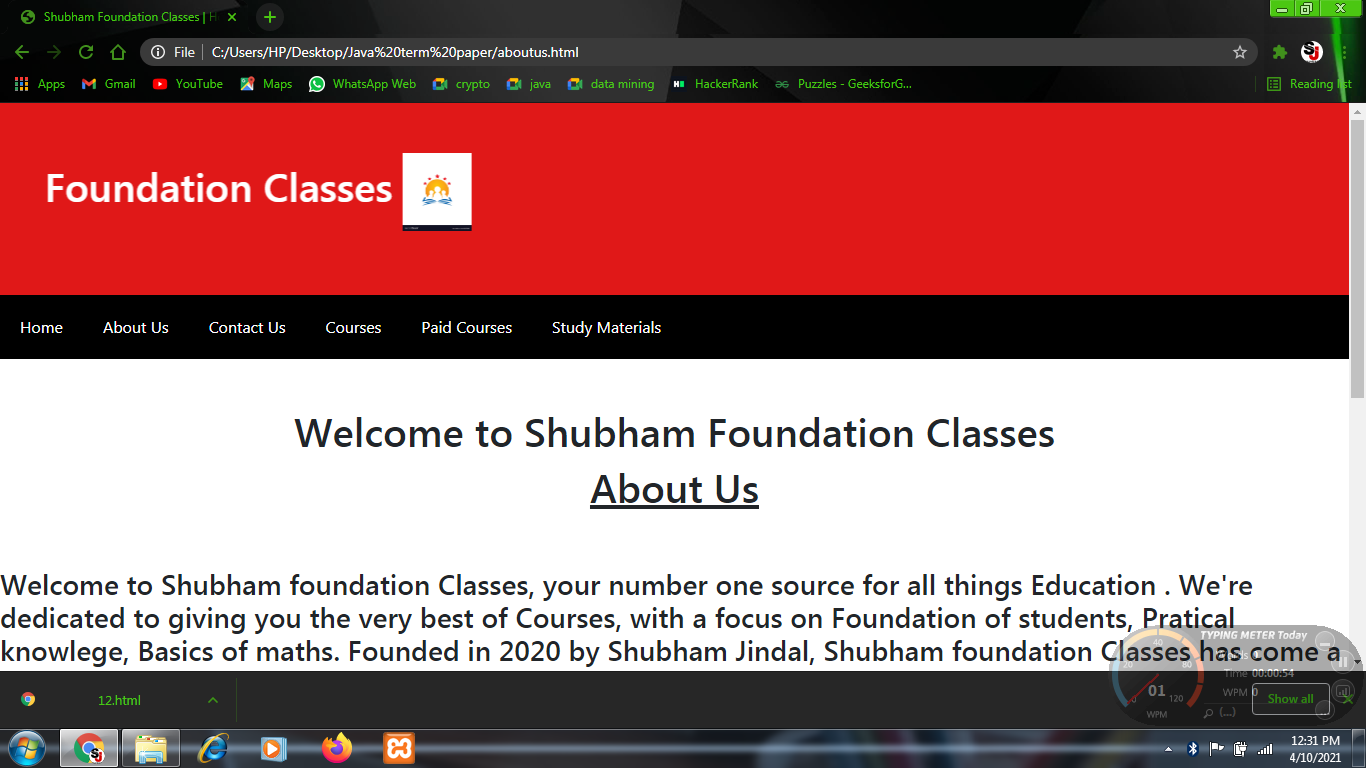 Shubham Foundation Classes | H
File C:/Users/HP/Desktop/Java%20term%20paper/aboutus.html
Apps Gmail YouTube Maps WhatsApp Web crypto java data mining HackerRank Puzzles - GeeksforG... Reading list
Foundation Classes
Home About Us Contact Us Courses Paid Courses Study Materials
Welcome to Shubham Foundation Classes
About Us
Welcome to Shubham foundation Classes, your number one source for all things Education . We're
dedicated to giving you the very best of Courses, with a focus on Foundation of students, Pratical
knowlege, Basics of maths. Founded in 2020 by Shubham Jindal, Shubham foundation Classes has come a
TYPING METER Today
Time 00:00:54
WPM 0
20 40 80 120
01
WPM
(...)
12.html
Show all
12:31 PM
4/10/2021